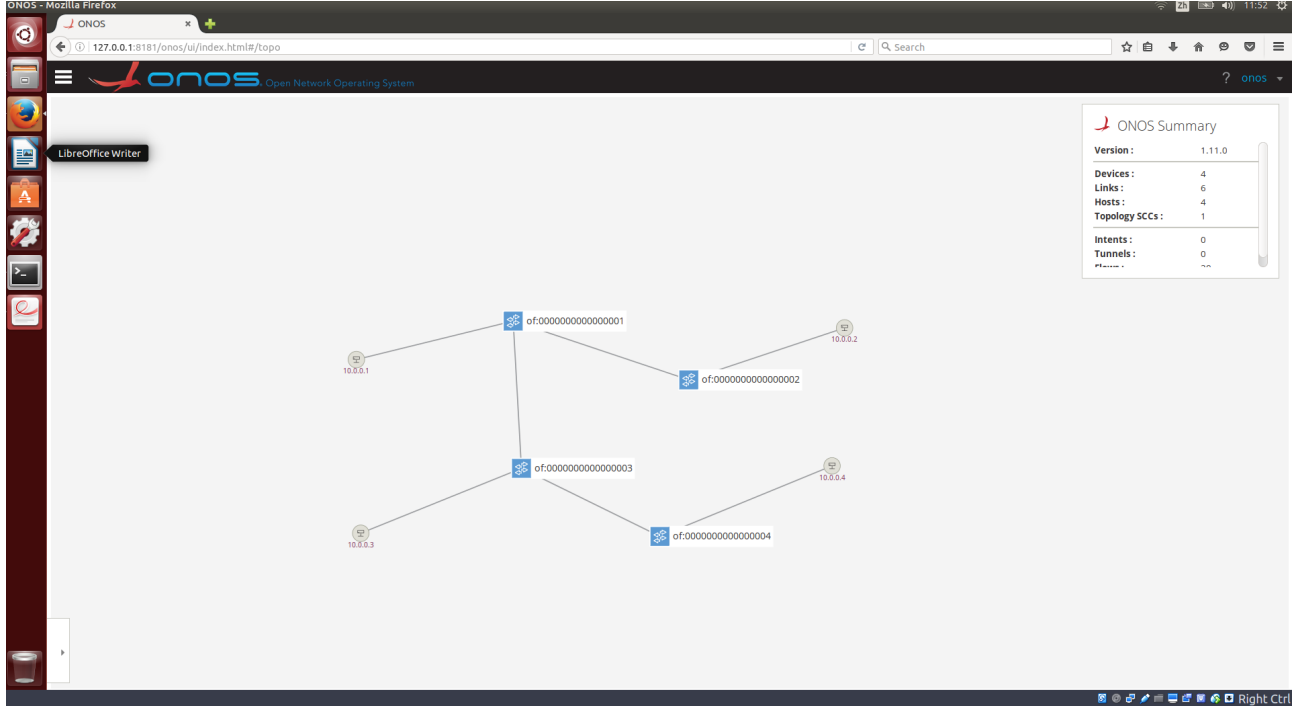 ONOS - Mozilla Firefox
Zh
11:52
ONOS
127.0.0.1:8181/onos/ui/index.html#/topo
Search
onos Open Network Operating System
? onos
LibreOffice Writer
ONOS Summary
Version : 1.11.0
Devices : 4
Links : 6
Hosts : 4
Topology SCCs : 1
Intents : 0
Tunnels : 0
of:0000000000000001
10.0.0.2
10.0.0.1
of:0000000000000002
of:0000000000000003
10.0.0.4
10.0.0.3
of:0000000000000004
Right Ctrl